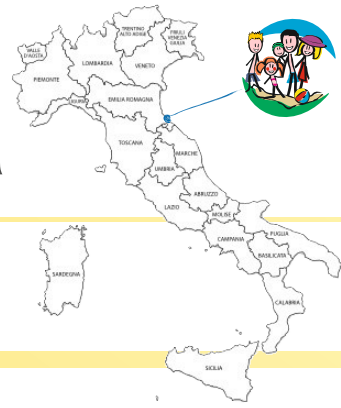 TRENTINO
ALTO ADIGE
FRIULI
VENEZIA
GIULIA
VALLE
D'AOSTA
LOMBARDIA
VENETO
PIEMONTE
EMILIA ROMAGNA
LIGURIA
TOSCANA
MARCHE
UMBRIA
ABRUZZO
LAZIO
MOLISE
CAMPANIA
PUGLIA
BASILICATA
SARDEGNA
CALABRIA
SICILIA